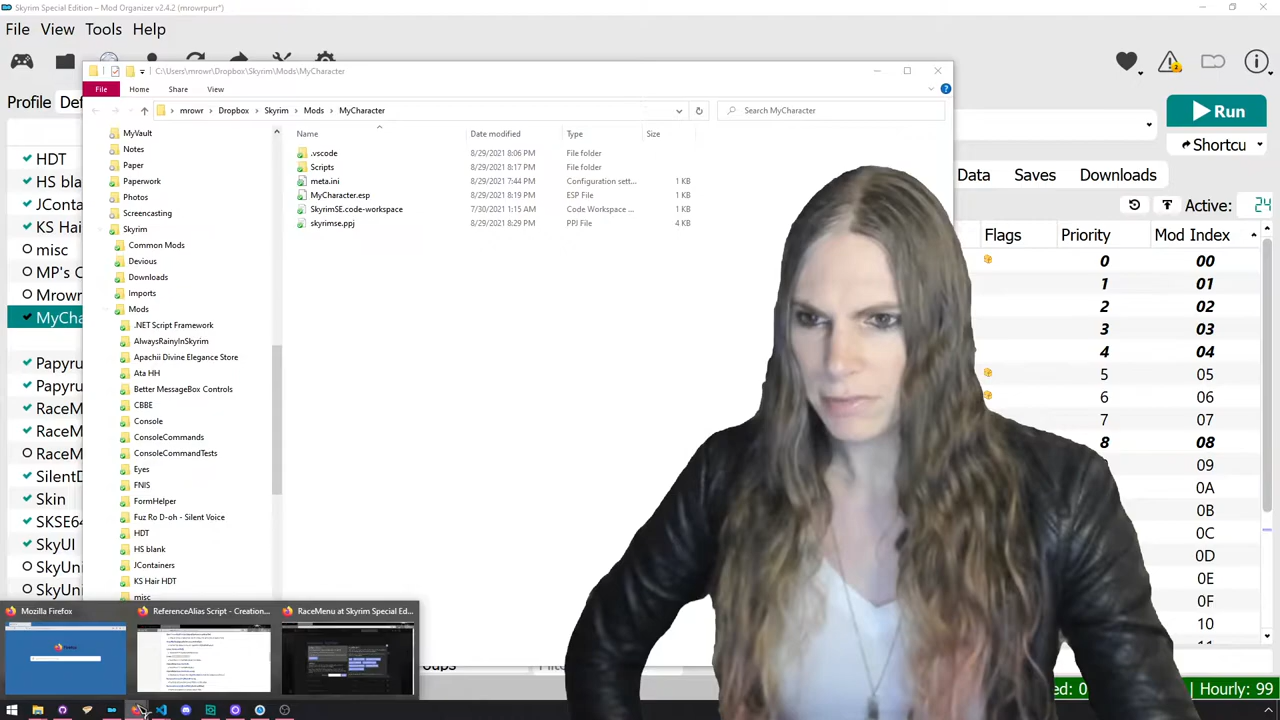 Skyrim Special Edition – Mod Organizer v2.4.2 (mrowrpurr*)
File View Tools Help
C:\Users\mrowr\Dropbox\Skyrim\Mods\MyCharacter
File Home Share View
mrowr > Dropbox > Skyrim > Mods > MyCharacter
Search MyCharacter
Profile
Run
Shortcu
Name Date modified Type Size
.vscode 8/29/2021 8:06 PM File folder
Scripts 8/29/2021 8:17 PM File folder
meta.ini 8/29/2021 7:44 PM Configuration sett... 1 KB
MyCharacter.esp 8/29/2021 8:19 PM ESP File 1 KB
SkyrimSE.code-workspace 7/30/2021 1:15 AM Code Workspace ... 1 KB
skyrimse.ppj 8/29/2021 8:29 PM PPJ File 4 KB
MyVault
Notes
Paper
Paperwork
Photos
Screencasting
Skyrim
Common Mods
Devious
Downloads
Imports
Mods
.NET Script Framework
AlwaysRainyInSkyrim
Apachii Divine Elegance Store
Ata HH
Better MessageBox Controls
CBBE
Console
ConsoleCommands
ConsoleCommandTests
Eyes
FNIS
FormHelper
Fuz Ro D-oh - Silent Voice
HDT
HS blank
JContainers
KS Hair HDT
misc
HDT
HS bla
JConta
KS Hai
misc
MP's C
Mrow
MyCha
Papyru
Papyru
RaceM
RaceM
RaceM
SilentD
Skin
SKSE64
SkyUI
SkyUn
SkyUn
Data Saves Downloads
Active: 24
Flags Priority Mod Index
0 00
1 01
2 02
3 03
4 04
5 05
6 06
7 07
8 08
09
0A
0B
0C
0D
0E
0F
10
11
Mozilla Firefox
ReferenceAlias Script - Creation...
RaceMenu at Skyrim Special Ed...
Hourly: 99